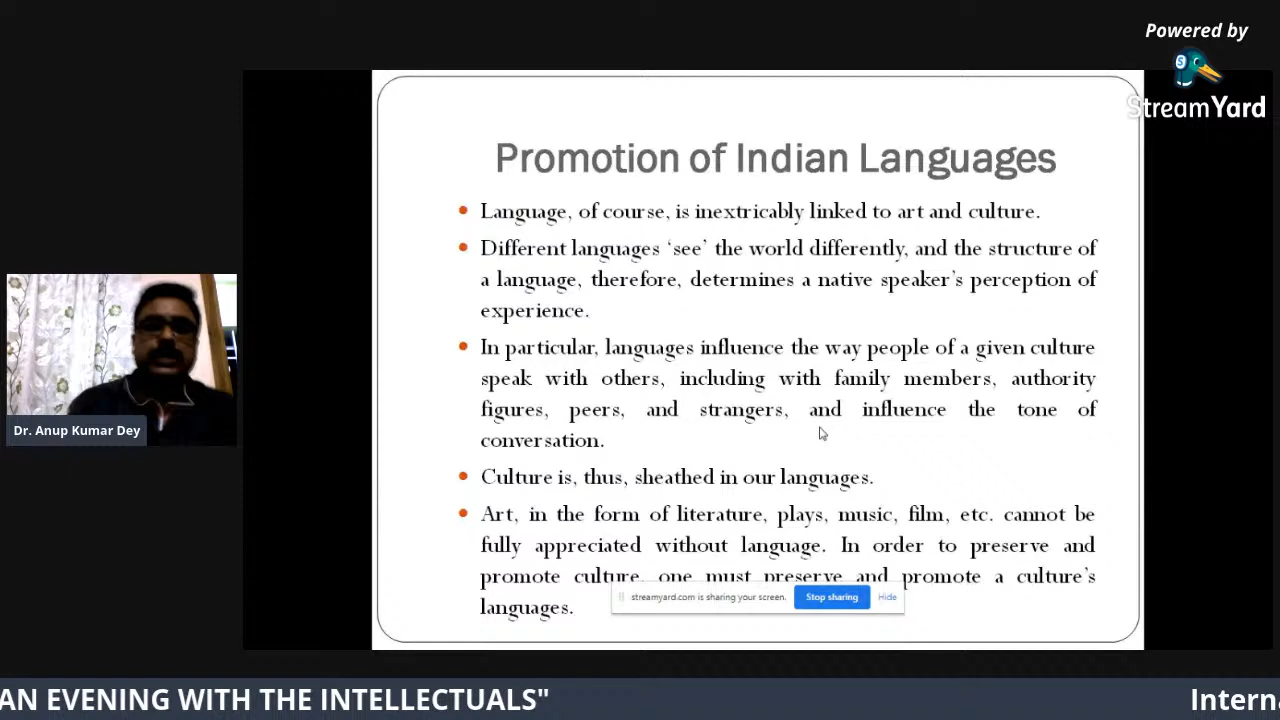 Powered by
StreamYard
Promotion of Indian Languages
Language, of course, is inextricably linked to art and culture.
Different languages ‘see’ the world differently, and the structure of
a language, therefore, determines a native speaker’s perception of
experience.
In particular, languages influence the way people of a given culture
speak with others, including with family members, authority
figures, peers, and strangers, and influence the tone of
conversation.
Culture is, thus, sheathed in our languages.
Art, in the form of literature, plays, music, film, etc. cannot be
fully appreciated without language. In order to preserve and
promote culture, one must preserve and promote a culture’s
languages.
streamyard.com is sharing your screen. Stop sharing Hide
Dr. Anup Kumar Dey
AN EVENING WITH THE INTELLECTUALS" Intern